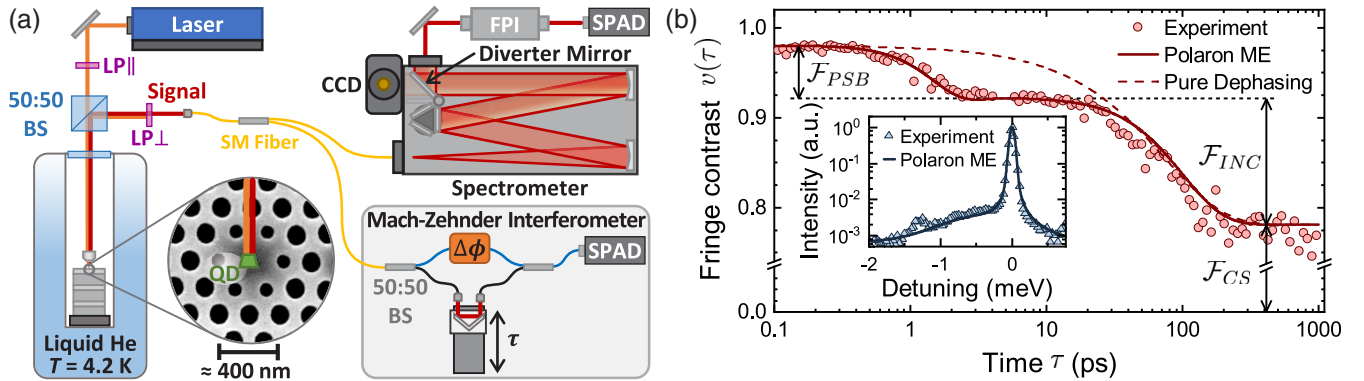 (a)
Laser
LP∥
50:50
BS
Signal
LP⊥
SM Fiber
FPI
SPAD
Diverter Mirror
CCD
Spectrometer
Mach-Zehnder Interferometer
Δϕ
SPAD
50:50
BS
τ
QD
Liquid He
T = 4.2 K
≈ 400 nm
(b)
Fringe contrast v(τ)
1.0
0.9
0.8
0.0
0.1
1
10
100
1000
Time τ (ps)
Experiment
Polaron ME
Pure Dephasing
F_PSB
F_INC
F_CS
Intensity (a.u.)
10⁰
10⁻¹
10⁻²
10⁻³
Experiment
Polaron ME
-2
-1
0
Detuning (meV)